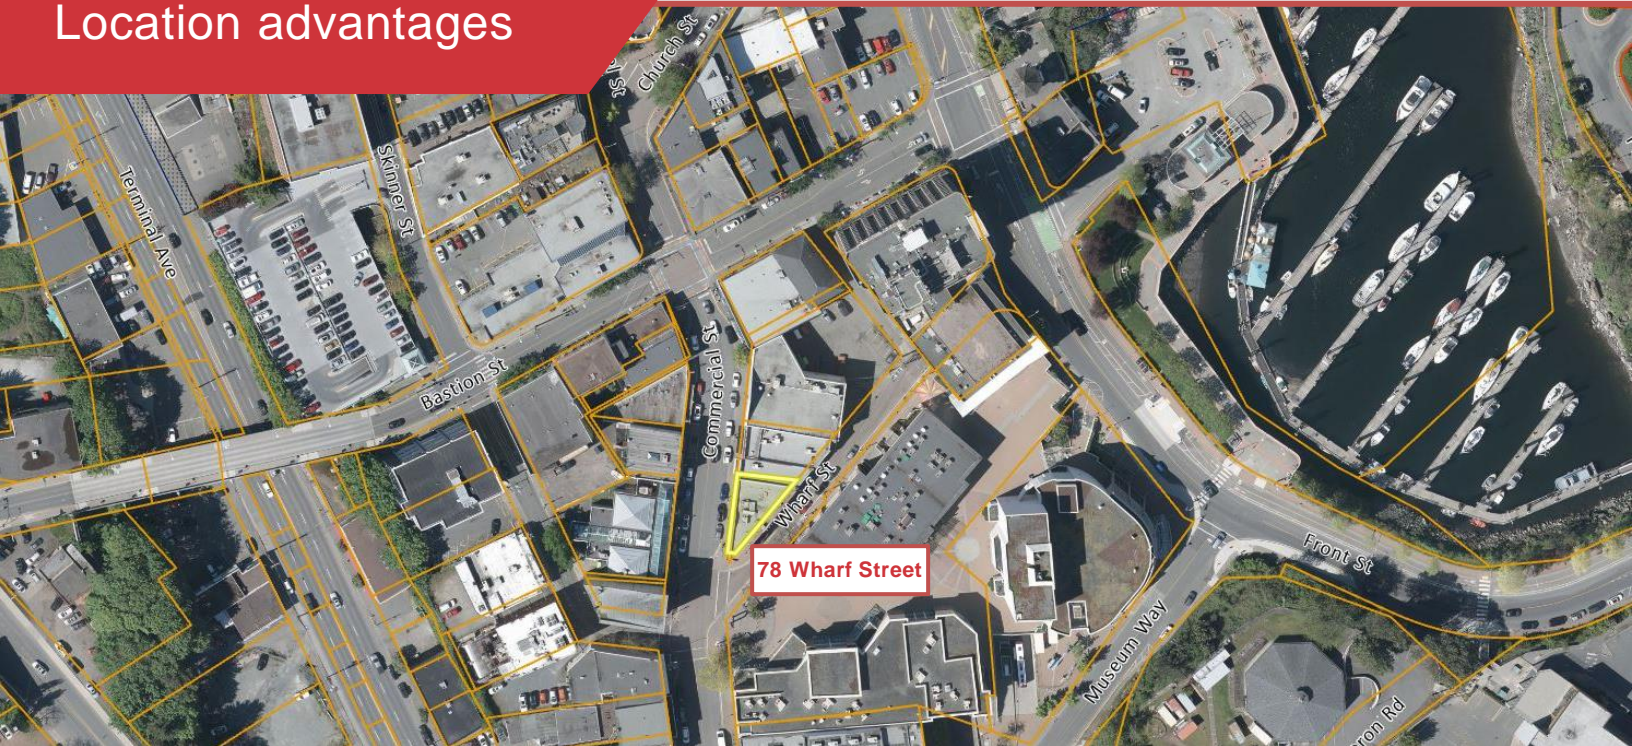 Location advantages
Church St
Skinner St
Terminal Ave
Commercial St
Bastion St
Wharf St
78 Wharf Street
Front St
Museum Way